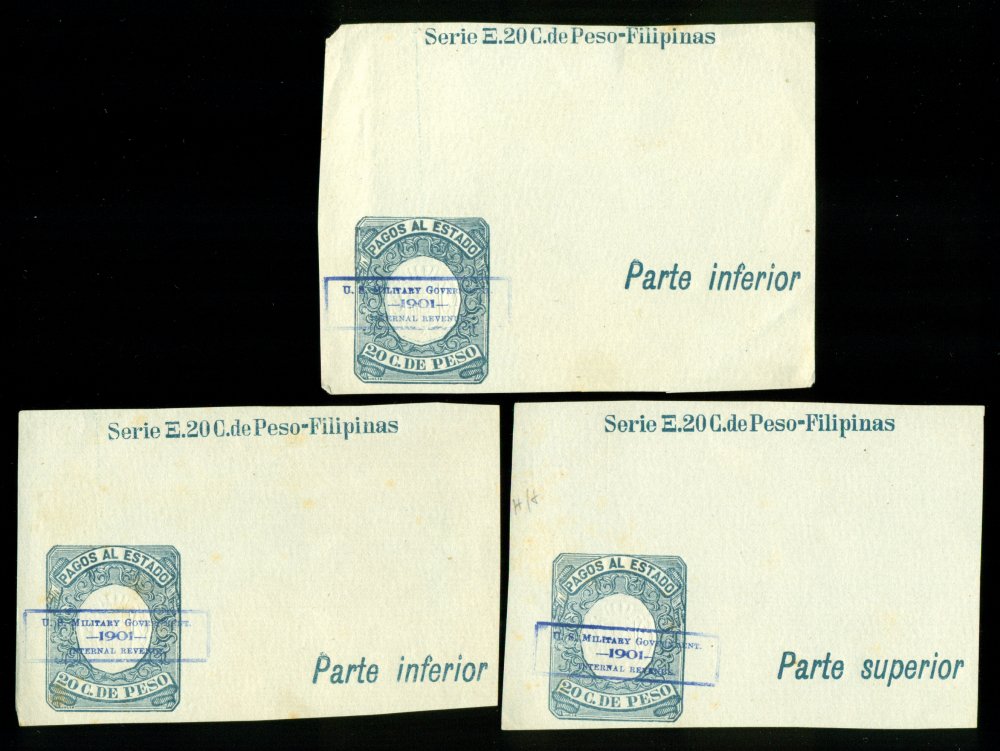 Serie E.20 C.de Peso-Filipinas
PAGOS AL ESTADO
Parte inferior
U. S. MILITARY GOVER
—1901—
INTERNAL REVENU
20 C. DE PESO
Serie E.20 C.de Peso-Filipinas
PAGOS AL ESTADO
U. S. MILITARY GOVERNMENT.
—1901—
INTERNAL REVENUE
Parte inferior
20 C. DE PESO
Serie E.20 C.de Peso-Filipinas
H/H
PAGOS AL ESTADO
U. S. MILITARY GOVERNMENT.
—1901—
INTERNAL REVENUE
Parte superior
20 C. DE PESO